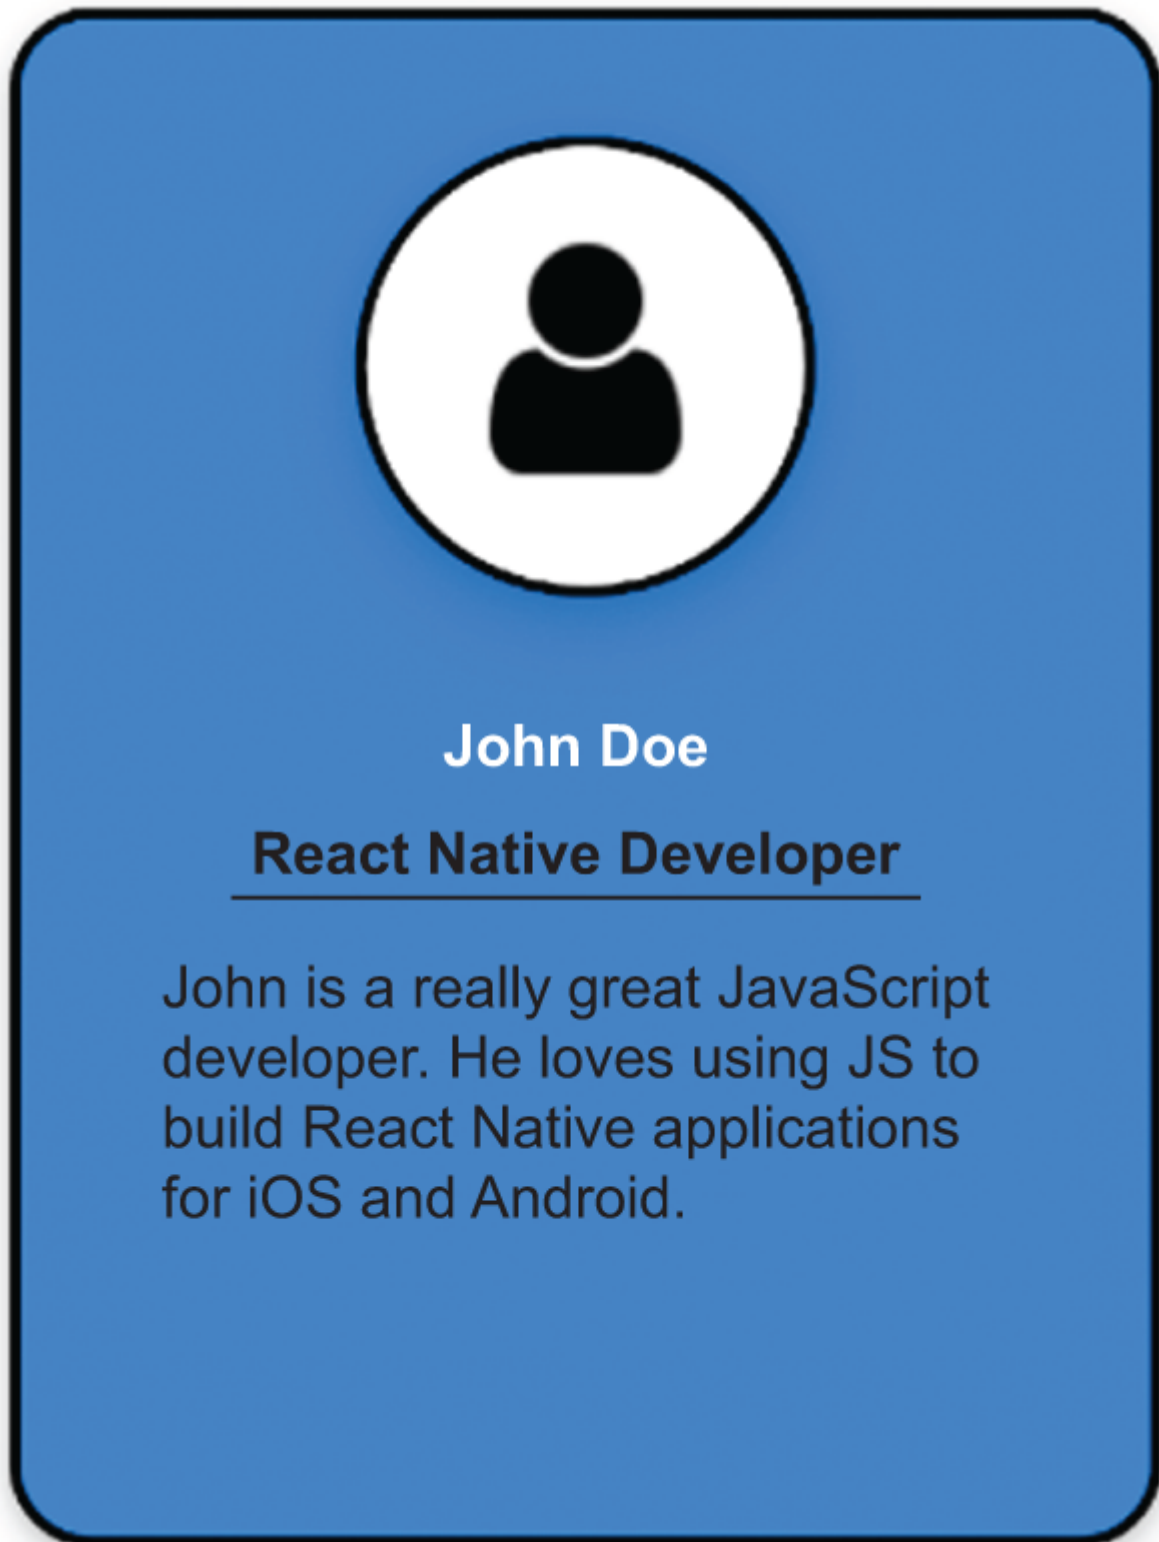 John Doe
React Native Developer
John is a really great JavaScript
developer. He loves using JS to
build React Native applications
for iOS and Android.